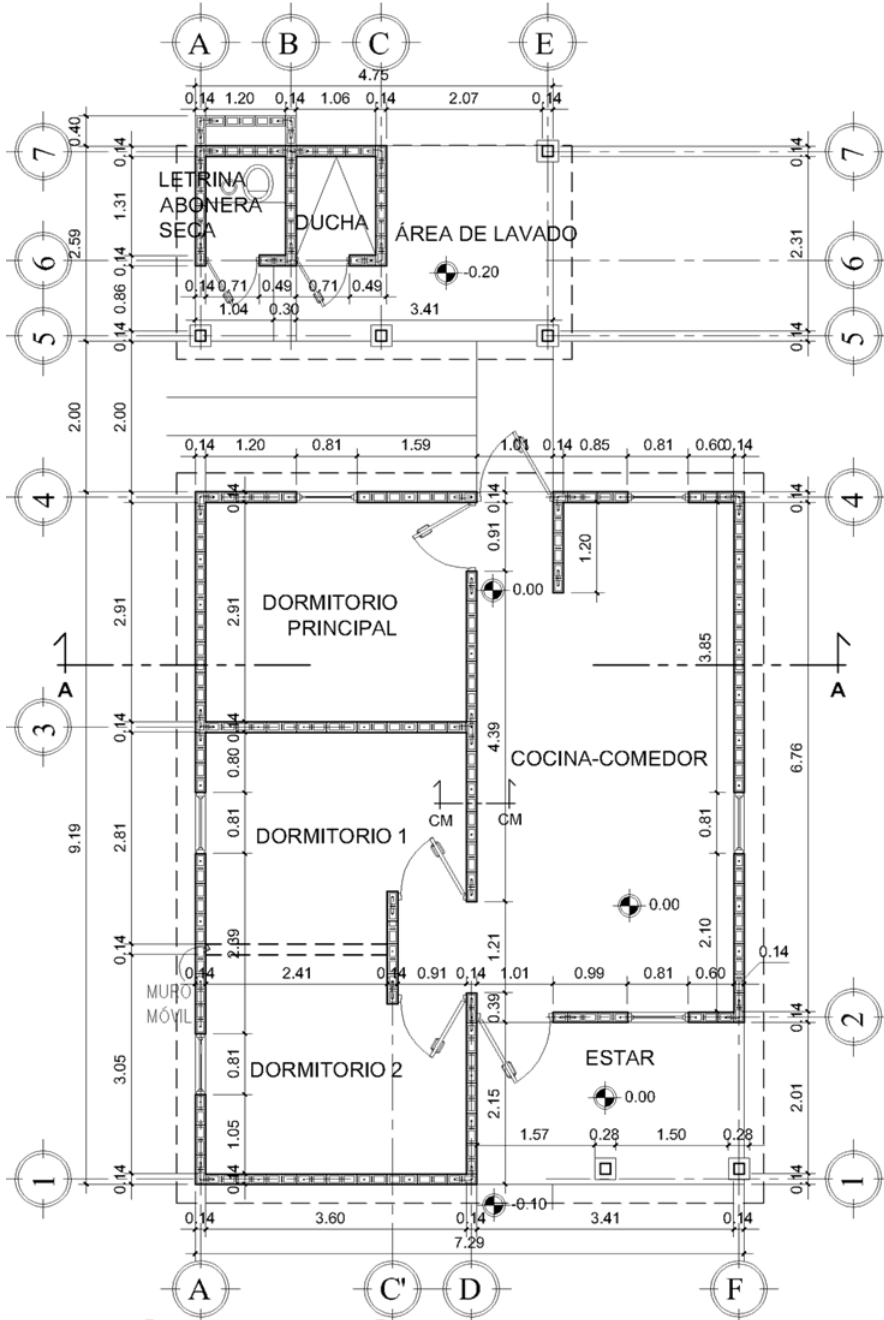 A B C E
4.75
0.14 1.20 0.14 1.06 0.14 2.07 0.14
0.40
7 0.14 0.14 7
LETRINA
ABONERA
SECA
DUCHA
ÁREA DE LAVADO
1.31
2.59
2.31
-0.20
6 0.14 6
0.14 0.71 0.49 0.71 0.49
0.86
1.04 0.30 3.41
5 0.14 0.14 5
2.00 2.00
0.14 1.20 0.81 1.59 1.01 0.14 0.85 0.81 0.60 0.14
4 0.14 0.14 0.14 0.14 4
0.91
1.20
0.00
DORMITORIO
PRINCIPAL
2.91 2.91
3.85
A A
3 0.14 0.14
4.39
0.80
COCINA-COMEDOR
6.76
CM CM
0.81 0.81
DORMITORIO 1
2.81
9.19
0.00
2.39
1.21
2.10
0.14
0.14
0.14 2.41 0.14 0.91 0.14 1.01 0.99 0.81 0.60
MURO
MÓVIL
0.39
0.14 2
ESTAR
DORMITORIO 2
3.05
0.81
0.00
2.15
2.01
1.05
1.57 0.28 1.50 0.28
1 0.14 0.14 0.14 1
-0.10
0.14 3.60 0.14 3.41 0.14
7.29
A C' D F